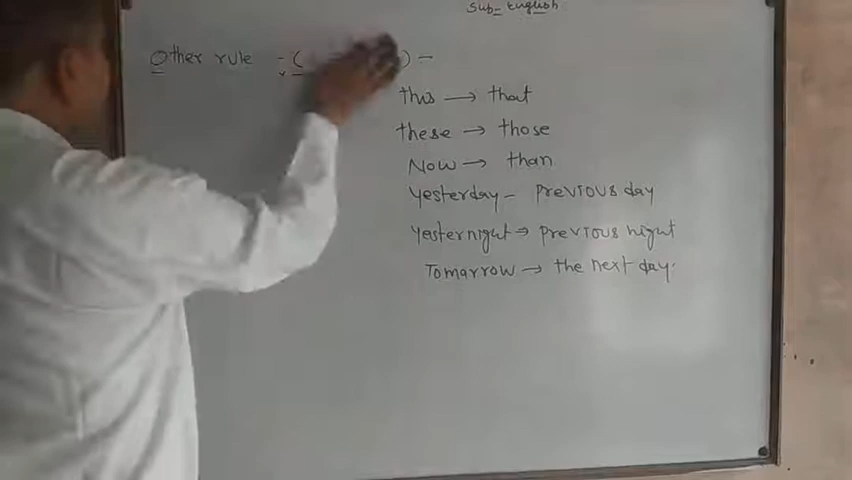 Sub- English
Other rule - ( ) -
this → that
these → those
Now → than
Yesterday - previous day
Yesternight → previous night
Tomarrow → the next day.